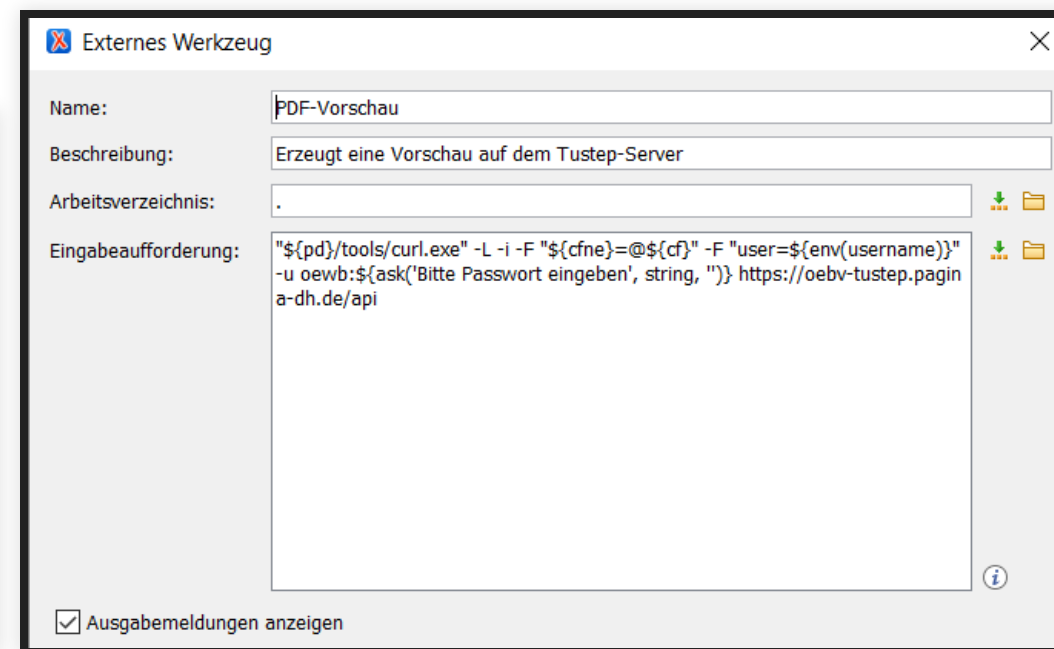 Externes Werkzeug
Name:
PDF-Vorschau
Beschreibung:
Erzeugt eine Vorschau auf dem Tustep-Server
Arbeitsverzeichnis:
.
Eingabeaufforderung:
"${pd}/tools/curl.exe" -L -i -F "${cfne}=@${cf}" -F "user=${env(username)}"
-u oewb:${ask('Bitte Passwort eingeben', string, '')} https://oebv-tustep.pagin
a-dh.de/api
Ausgabemeldungen anzeigen